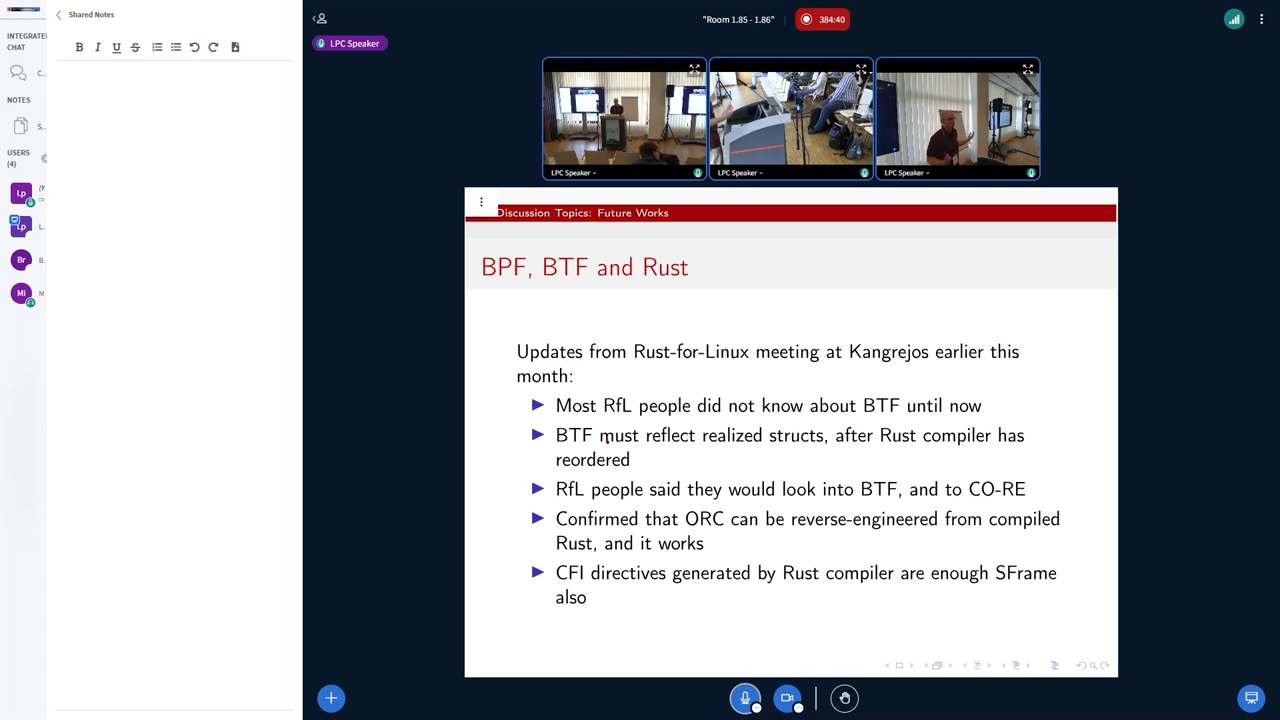 Shared Notes
"Room 1.85 - 1.86"
384:40
INTEGRATE
CHAT
C...
NOTES
S...
USERS
(4)
Lp
Lp
L...
Br
B...
Mi
M
B I U S
LPC Speaker
LPC Speaker
LPC Speaker
LPC Speaker
Discussion Topics: Future Works
BPF, BTF and Rust
Updates from Rust-for-Linux meeting at Kangrejos earlier this
month:
Most RfL people did not know about BTF until now
BTF must reflect realized structs, after Rust compiler has
reordered
RfL people said they would look into BTF, and to CO-RE
Confirmed that ORC can be reverse-engineered from compiled
Rust, and it works
CFI directives generated by Rust compiler are enough SFrame
also